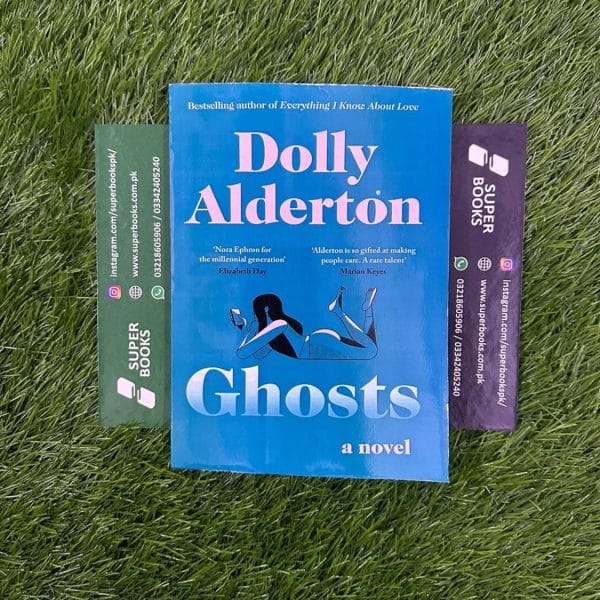 Bestselling author of Everything I Know About Love
Dolly
Alderton
'Nora Ephron for
the millennial generation'
Elizabeth Day
'Alderton is so gifted at making
people care. A rare talent'
Marian Keyes
Ghosts
a novel
SUPER
BOOKS
Instagram.com/superbookspk/
www.superbooks.com.pk
03218605906 / 03342405240
SUPER
BOOKS
Instagram.com/superbookspk/
www.superbooks.com.pk
03218605906 / 03342405240